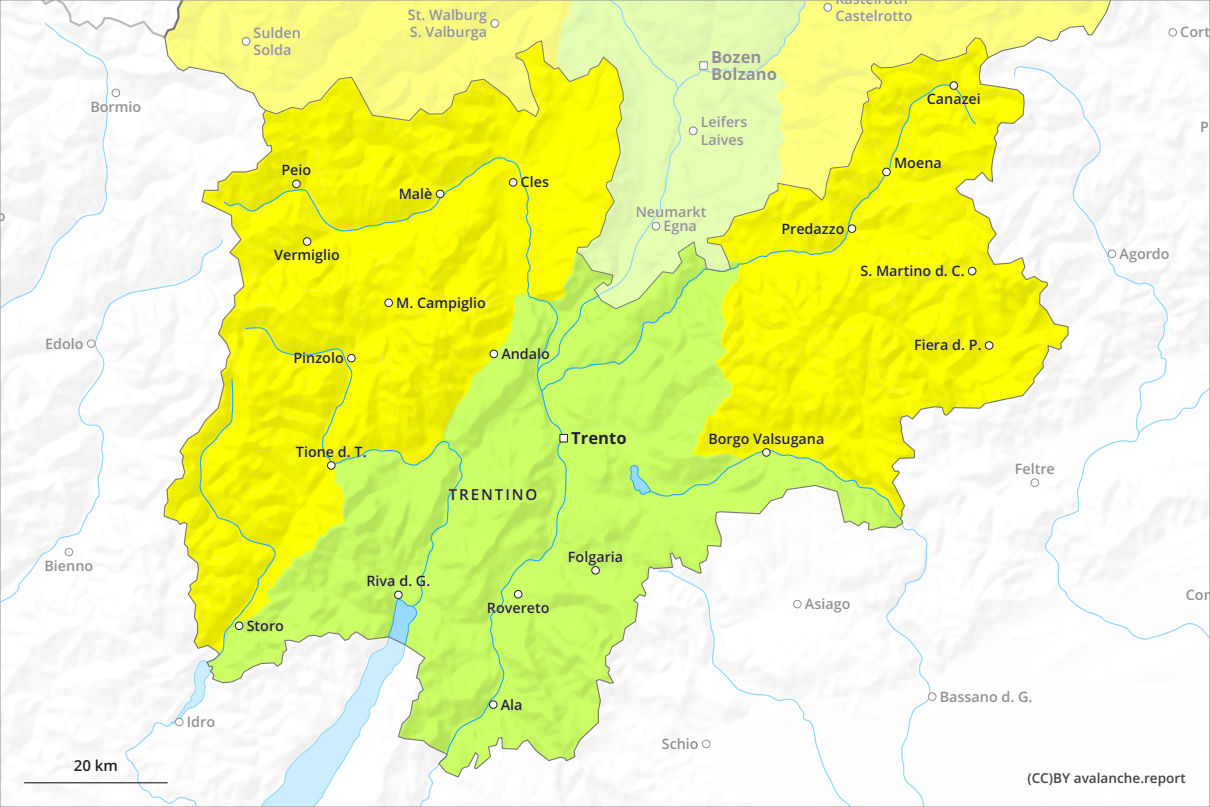 Kastelruth
Castelrotto
St. Walburg
S. Valburga
Sulden
Solda
Cort
Bozen
Bolzano
Bormio
Canazei
Leifers
Laives
P
Moena
Peio
Cles
Malè
Neumarkt
Egna
Predazzo
Vermiglio
Agordo
S. Martino d. C.
M. Campiglio
Edolo
Fiera d. P.
Pinzolo
Andalo
Trento
Borgo Valsugana
Tione d. T.
Feltre
TRENTINO
Folgaria
Bienno
Riva d. G.
Cor
Asiago
Rovereto
Storo
Bassano d. G.
Ala
Idro
Schio
20 km
(CC)BY avalanche.report